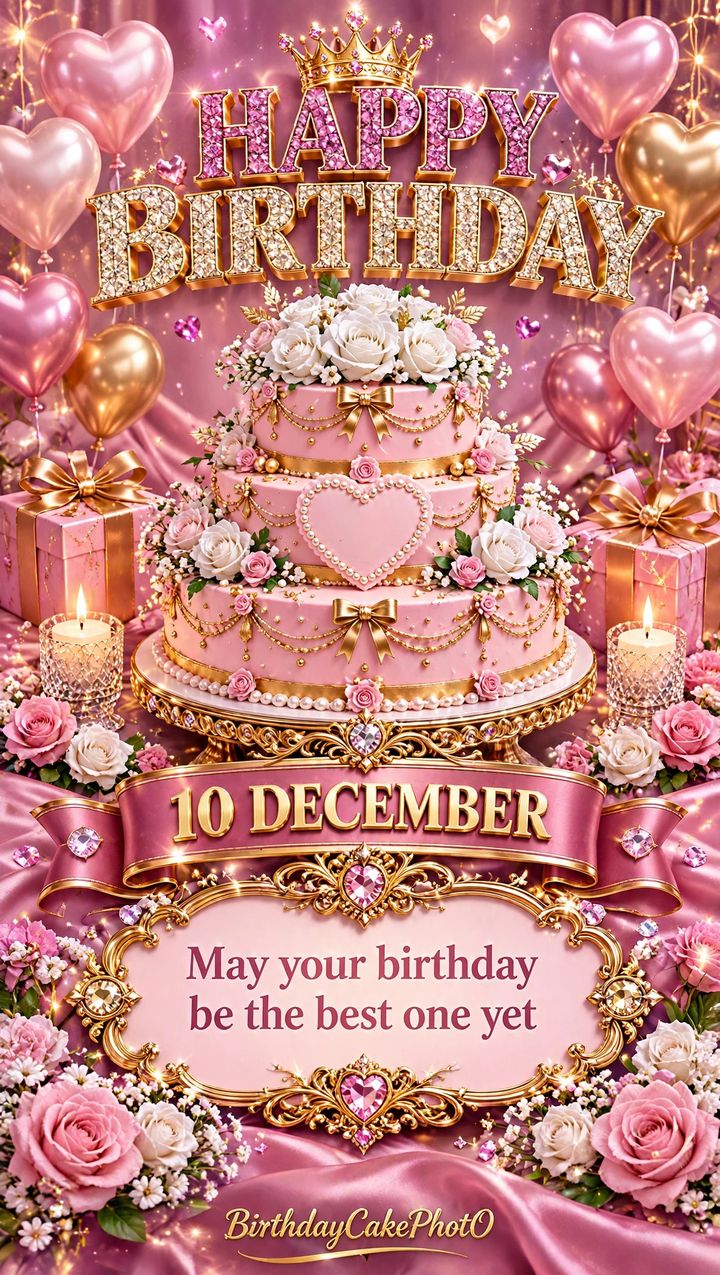 HAPPY
BIRTHDAY
10 DECEMBER
May your birthday
be the best one yet
BirthdayCakePhotO